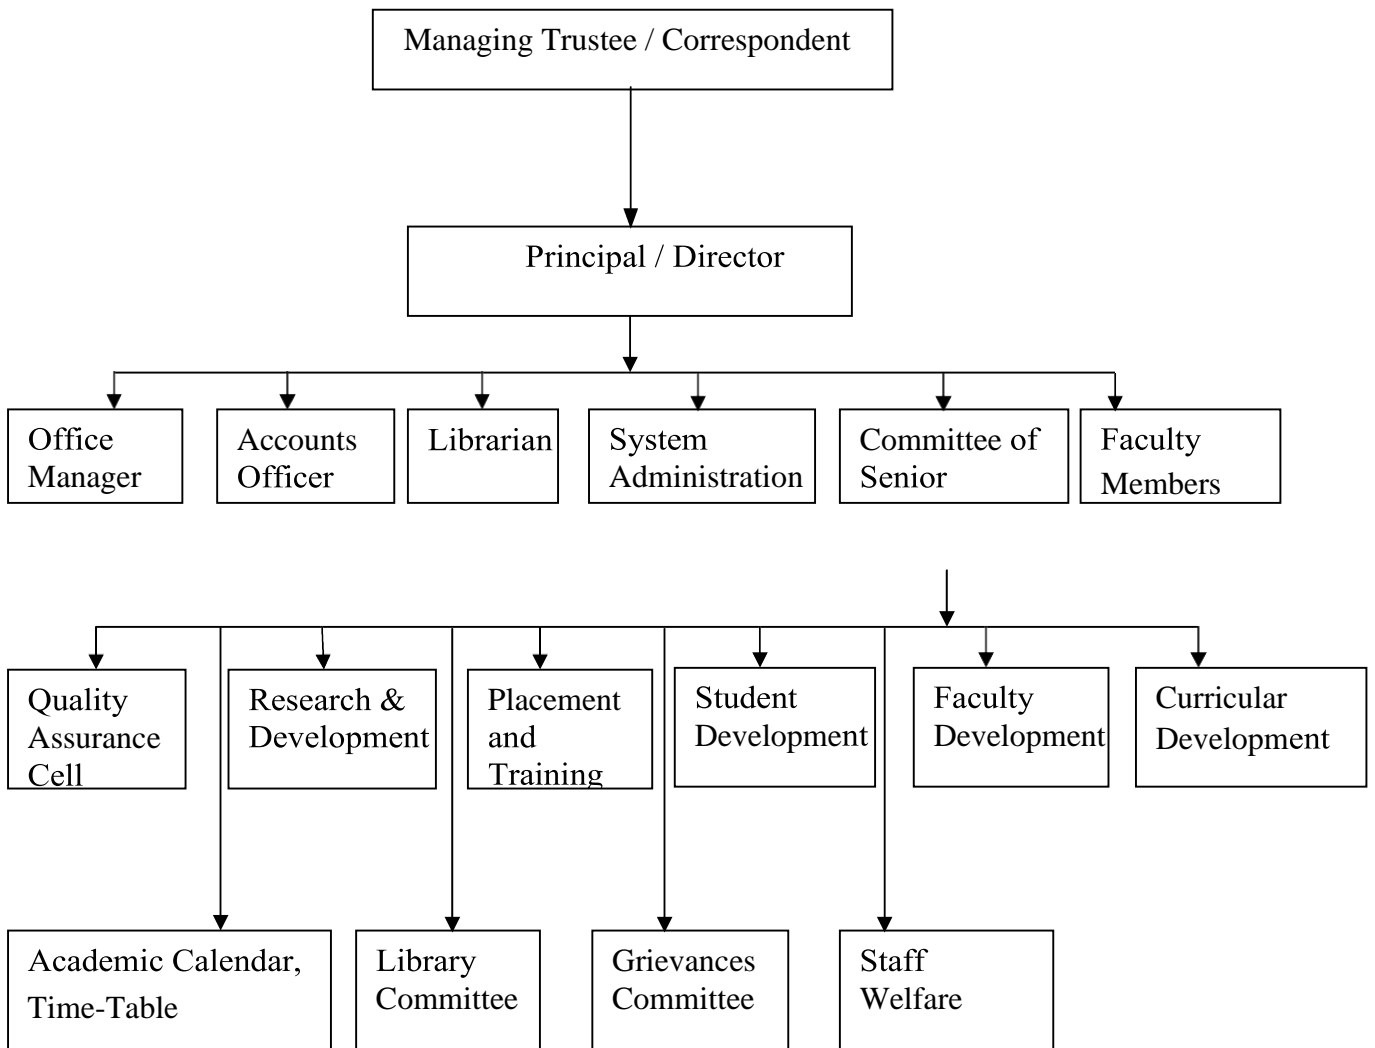 Managing Trustee / Correspondent
Principal / Director
Office
Manager
Accounts
Officer
Librarian
System
Administration
Committee of
Senior
Faculty
Members
Quality
Assurance
Cell
Research &
Development
Placement
and
Training
Student
Development
Faculty
Development
Curricular
Development
Academic Calendar,
Time-Table
Library
Committee
Grievances
Committee
Staff
Welfare